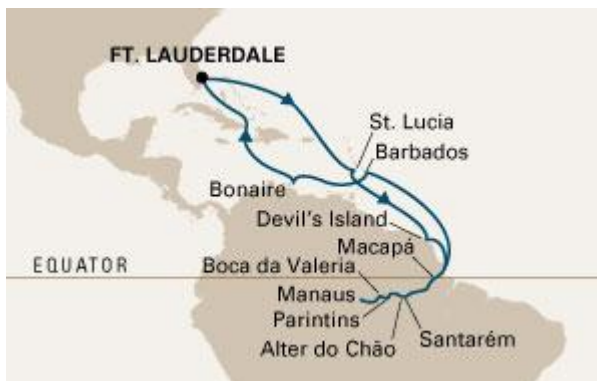 FT. LAUDERDALE
St. Lucia
Barbados
Bonaire
Devil's Island
Macapá
EQUATOR
Boca da Valeria
Manaus
Parintins
Santarém
Alter do Chão